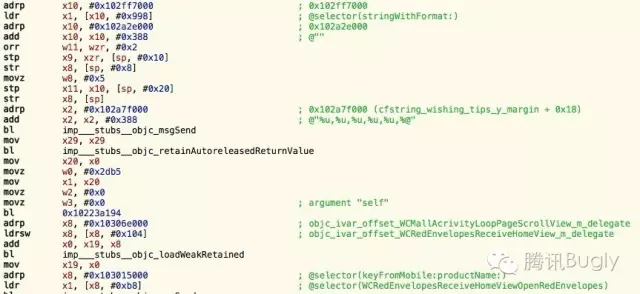 adrp x10, #0x102ff7000 ; 0x102ff7000
ldr x1, [x10, #0x998] ; @selector(stringWithFormat:)
adrp x10, #0x102a2e000 ; 0x102a2e000
add x10, x10, #0x388 ; @""
orr w11, wzr, #0x2
stp x9, xzr, [sp, #0x10]
str x8, [sp, #0x8]
movz w8, #0x5
stp x11, x10, [sp, #0x20]
str x8, [sp]
adrp x2, #0x102a7f000 ; 0x102a7f000 (cfstring_wishing_tips_y_margin + 0x18)
add x2, x2, #0x388 ; @"%u,%u,%u,%u,%u,%@"
bl imp___stubs__objc_msgSend
mov x29, x29
bl imp___stubs__objc_retainAutoreleasedReturnValue
mov x20, x0
movz w0, #0x2db5
mov x1, x20
movz w2, #0x0
movz w3, #0x0 ; argument "self"
bl 0x10223a194
adrp x8, #0x10306e000 ; objc_ivar_offset_WCMallAcrivityLoopPageScrollView_m_delegate
ldrsw x8, [x8, #0x104] ; objc_ivar_offset_WCRedEnvelopesReceiveHomeView_m_delegate
add x0, x19, x8
bl imp___stubs__objc_loadWeakRetained
mov x19, x0
adrp x8, #0x103015000 ; @selector(keyFromMobile:productName:)
ldr x1, [x8, #0xb8] ; @selector(WCRedEnvelopesReceiveHomeViewOpenRedEnvelopes)
腾讯Bugly